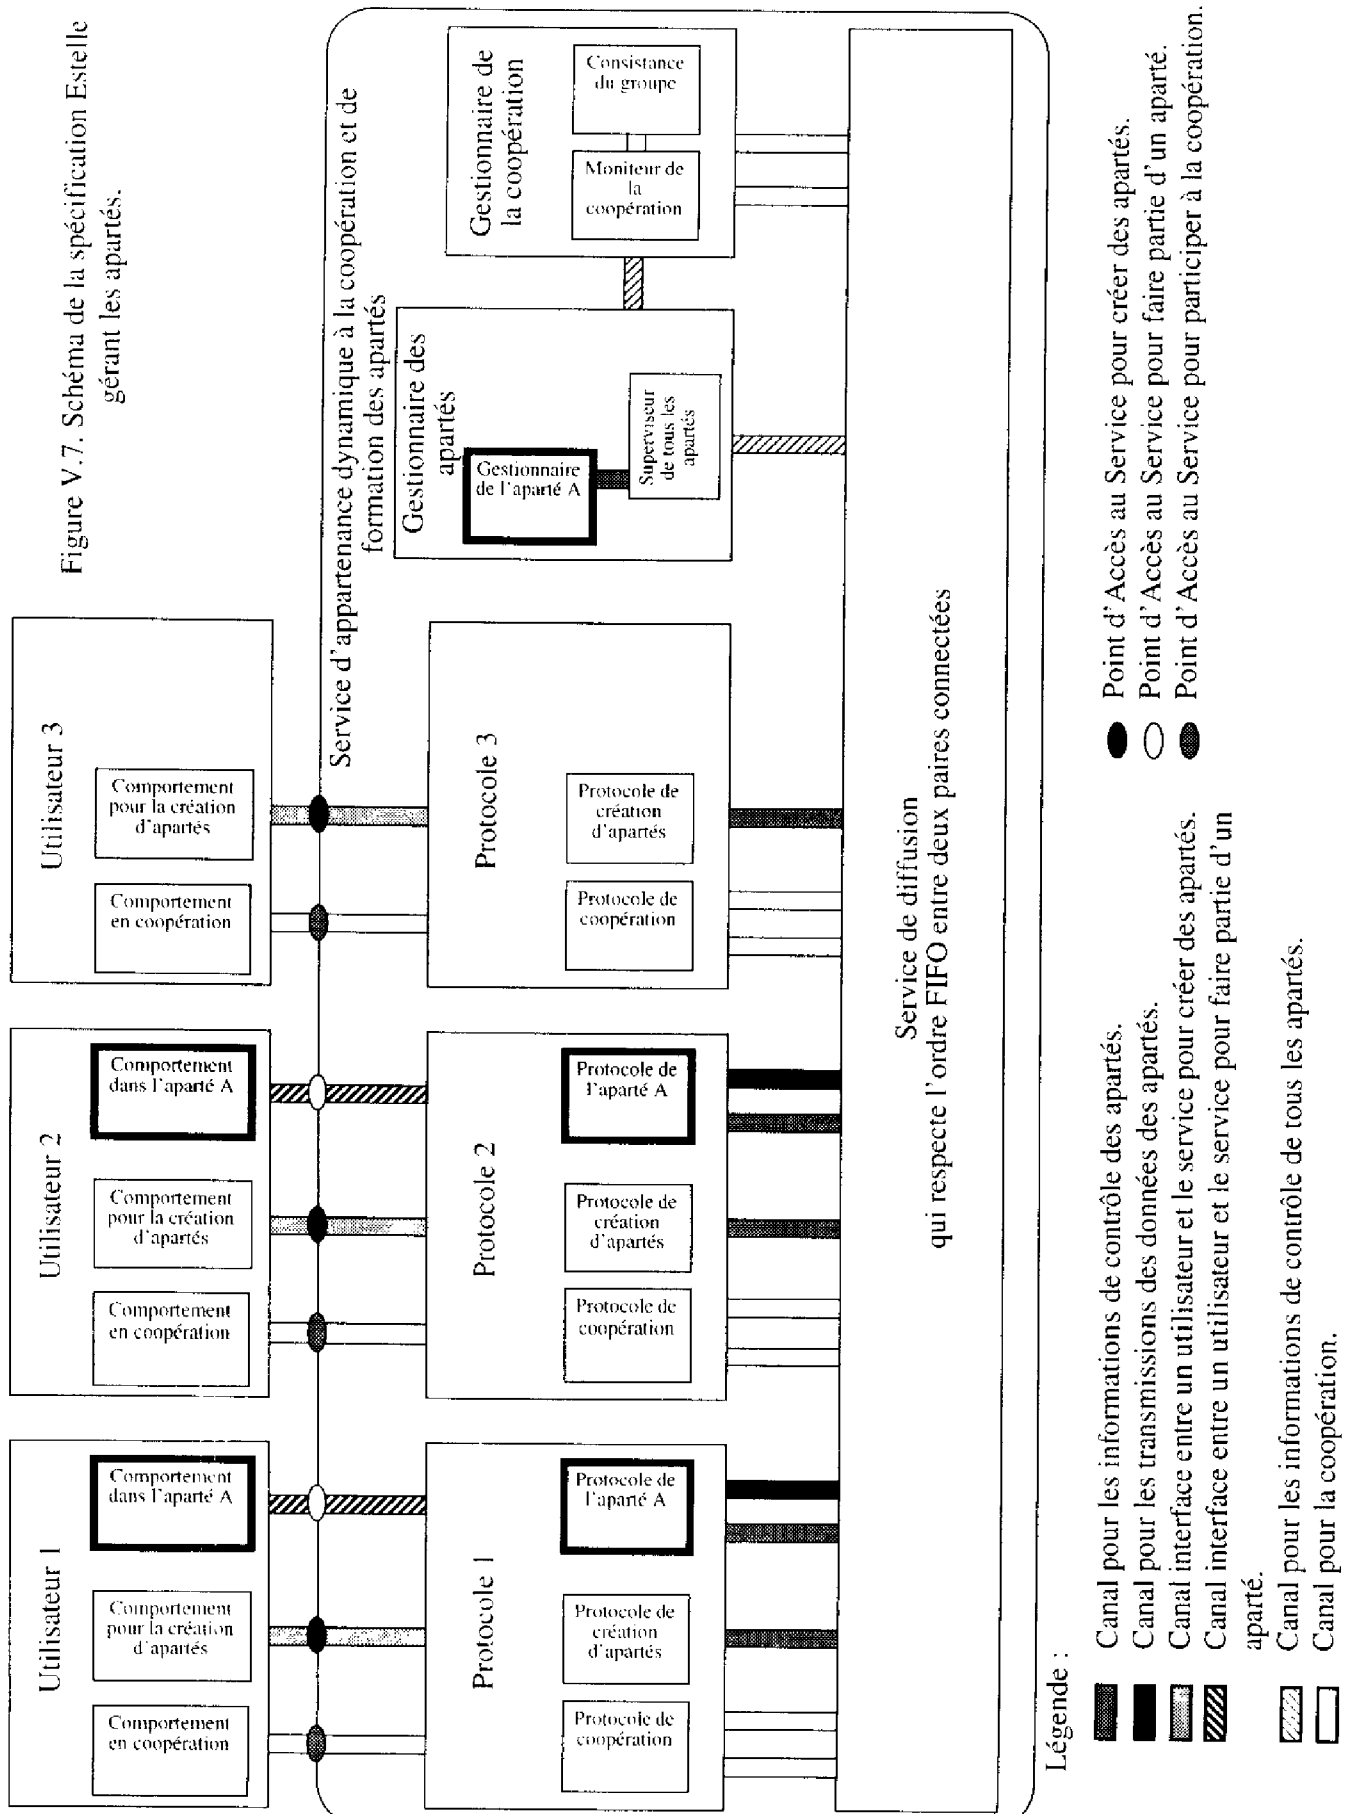 Figure V.7. Schéma de la spécification Estelle
gérant les apartés.
Utilisateur 1
Comportement
en coopération
Comportement
pour la création
d'apartés
Comportement
dans l'aparté A
Utilisateur 2
Comportement
en coopération
Comportement
pour la création
d'apartés
Comportement
dans l'aparté A
Utilisateur 3
Comportement
en coopération
Comportement
pour la création
d'apartés
Service d'appartenance dynamique à la coopération et de
formation des apartés
Protocole 1
Protocole de
coopération
Protocole de
création
d'apartés
Protocole de
l'aparté A
Protocole 2
Protocole de
coopération
Protocole de
création
d'apartés
Protocole de
l'aparté A
Protocole 3
Protocole de
coopération
Protocole de
création
d'apartés
Gestionnaire des
apartés
Gestionnaire
de l'aparté A
Superviseur
de tous les
apartés
Gestionnaire de
la coopération
Moniteur de
la
coopération
Consistance
du groupe
Service de diffusion
qui respecte l'ordre FIFO entre deux paires connectées
Légende :
Canal pour les informations de contrôle des apartés.
Canal pour les transmissions des données des apartés.
Canal interface entre un utilisateur et le service pour créer des apartés.
Canal interface entre un utilisateur et le service pour faire partie d'un
aparté.
Canal pour les informations de contrôle de tous les apartés.
Canal pour la coopération.
Point d'Accès au Service pour créer des apartés.
Point d'Accès au Service pour faire partie d'un aparté.
Point d'Accès au Service pour participer à la coopération.